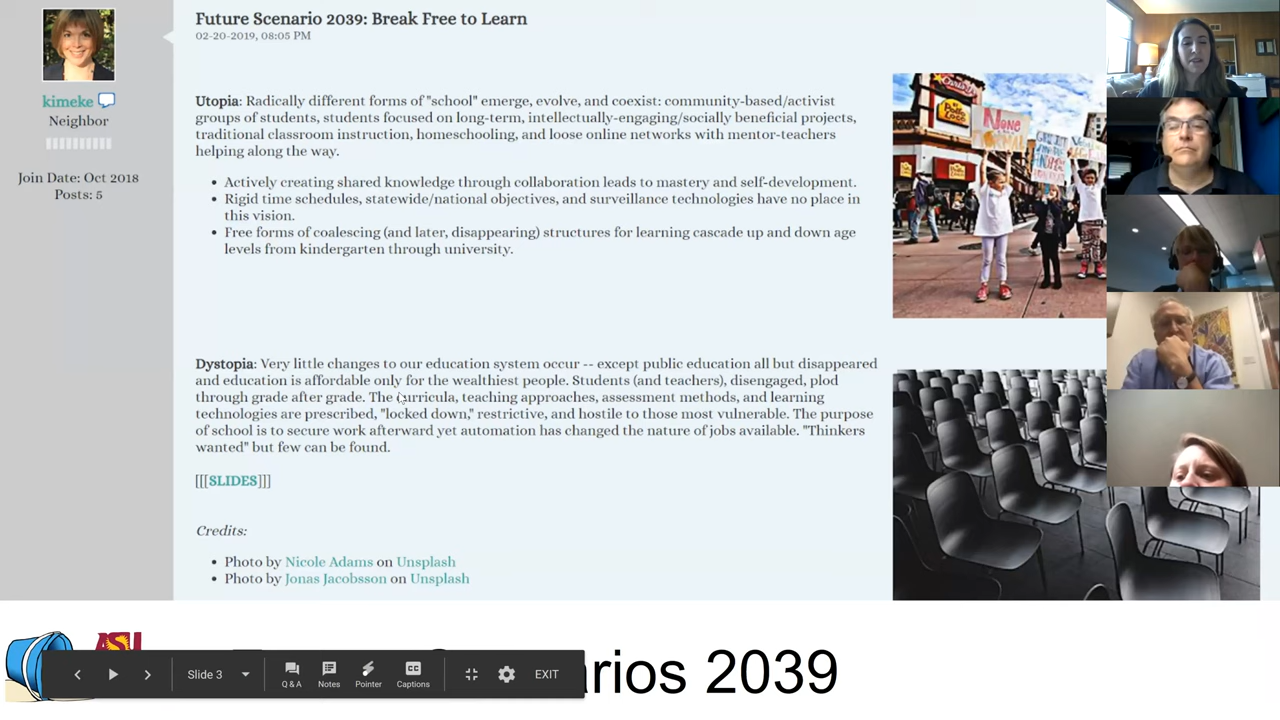 Future Scenario 2039: Break Free to Learn
02-20-2019, 08:05 PM
kimeke
Neighbor
Join Date: Oct 2018
Posts: 5
Utopia: Radically different forms of "school" emerge, evolve, and coexist: community-based/activist
groups of students, students focused on long-term, intellectually-engaging/socially beneficial projects,
traditional classroom instruction, homeschooling, and loose online networks with mentor-teachers
helping along the way.
Actively creating shared knowledge through collaboration leads to mastery and self-development.
Rigid time schedules, statewide/national objectives, and surveillance technologies have no place in
this vision.
Free forms of coalescing (and later, disappearing) structures for learning cascade up and down age
levels from kindergarten through university.
None
Dystopia: Very little changes to our education system occur -- except public education all but disappeared
and education is affordable only for the wealthiest people. Students (and teachers), disengaged, plod
through grade after grade. The curricula, teaching approaches, assessment methods, and learning
technologies are prescribed, "locked down," restrictive, and hostile to those most vulnerable. The purpose
of school is to secure work afterward yet automation has changed the nature of jobs available. "Thinkers
wanted" but few can be found.
[[[SLIDES]]]
Credits:
Photo by Nicole Adams on Unsplash
Photo by Jonas Jacobsson on Unsplash
ASU
arios 2039
Slide 3
Q & A
Notes
Pointer
CC
Captions
EXIT